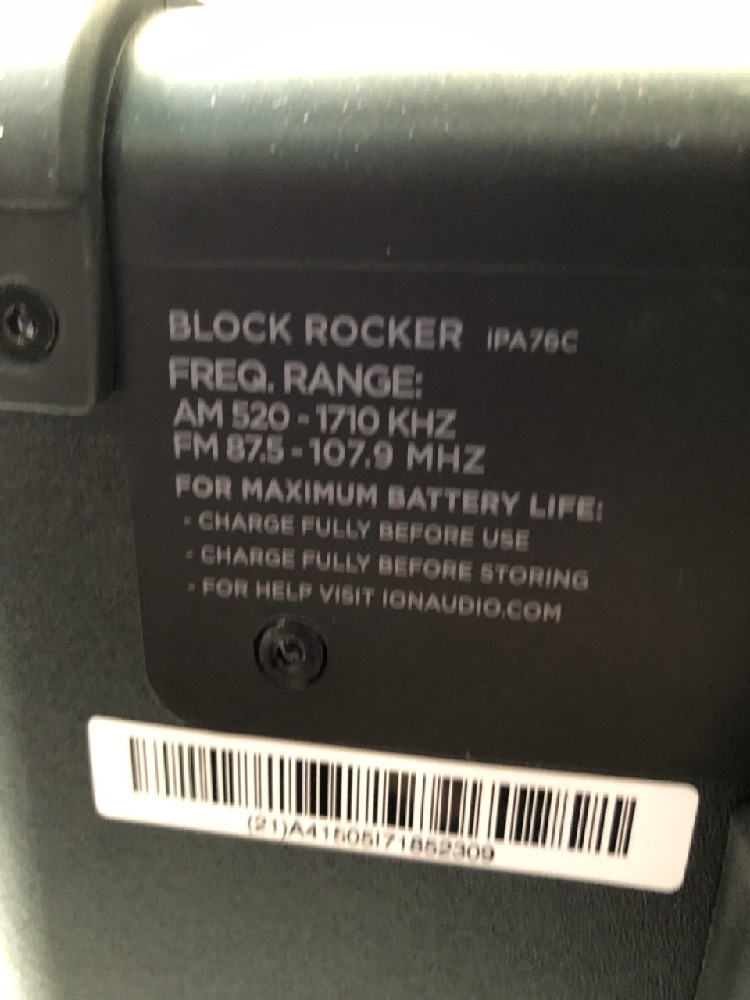 BLOCK ROCKER iPA76C
FREQ. RANGE:
AM 520 - 1710 KHZ
FM 87.5 - 107.9 MHZ
FOR MAXIMUM BATTERY LIFE:
- CHARGE FULLY BEFORE USE
- CHARGE FULLY BEFORE STORING
- FOR HELP VISIT IONAUDIO.COM
(21)A41505I71852309